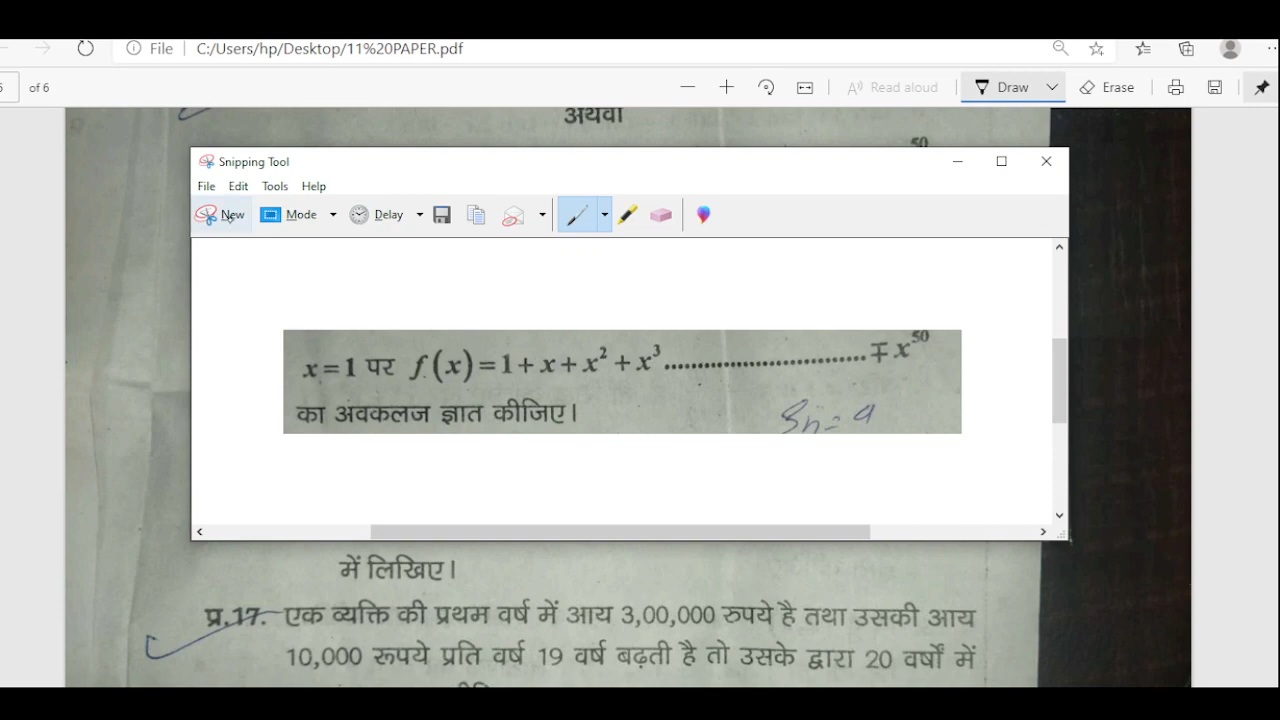 File C:/Users/hp/Desktop/11%20PAPER.pdf
of 6 Read aloud Draw Erase
अथवा
50
Snipping Tool
File Edit Tools Help
New Mode Delay
x=1 पर f(x)=1+x+x²+x³............................∓x⁵⁰
का अवकलज ज्ञात कीजिए।
Sn = a
में लिखिए।
प्र.17. एक व्यक्ति की प्रथम वर्ष में आय 3,00,000 रुपये है तथा उसकी आय
10,000 रूपये प्रति वर्ष 19 वर्ष बढ़ती है तो उसके द्वारा 20 वर्षों में